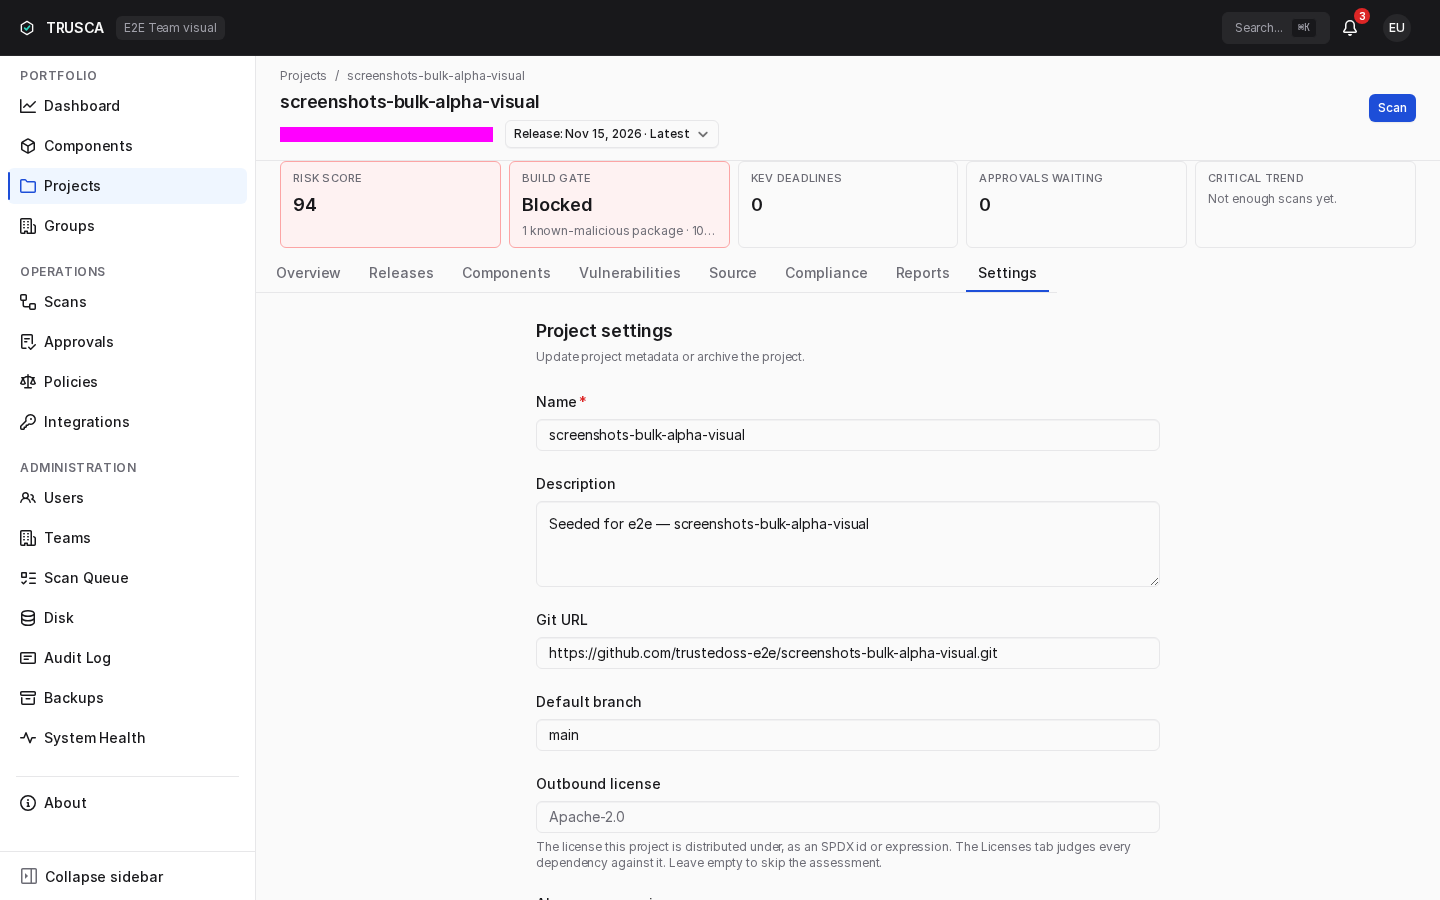 TRUSCA
E2E Team visual
Search...
⌘K
3
EU
PORTFOLIO
Dashboard
Components
Projects
Groups
OPERATIONS
Scans
Approvals
Policies
Integrations
ADMINISTRATION
Users
Teams
Scan Queue
Disk
Audit Log
Backups
System Health
About
Collapse sidebar
Projects / screenshots-bulk-alpha-visual
screenshots-bulk-alpha-visual
Release: Nov 15, 2026 · Latest
Scan
RISK SCORE
94
BUILD GATE
Blocked
1 known-malicious package · 10…
KEV DEADLINES
0
APPROVALS WAITING
0
CRITICAL TREND
Not enough scans yet.
Overview
Releases
Components
Vulnerabilities
Source
Compliance
Reports
Settings
Project settings
Update project metadata or archive the project.
Name *
screenshots-bulk-alpha-visual
Description
Seeded for e2e — screenshots-bulk-alpha-visual
Git URL
https://github.com/trustedoss-e2e/screenshots-bulk-alpha-visual.git
Default branch
main
Outbound license
Apache-2.0
The license this project is distributed under, as an SPDX id or expression. The Licenses tab judges every
dependency against it. Leave empty to skip the assessment.